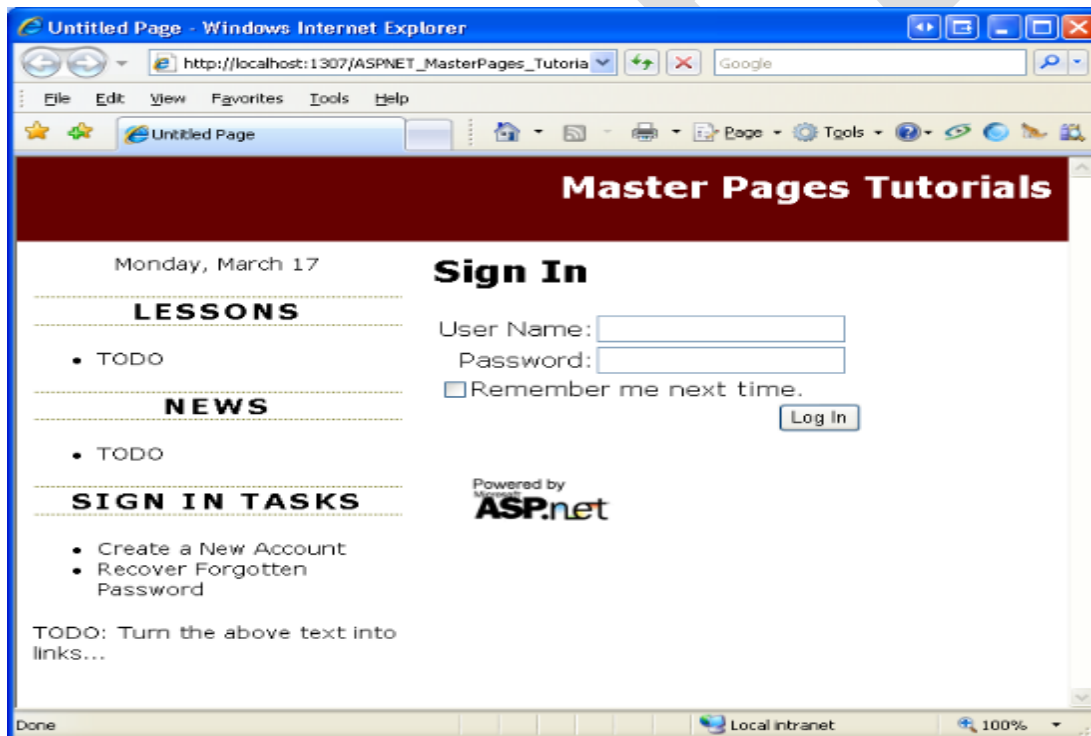 Untitled Page - Windows Internet Explorer
http://localhost:1307/ASPNET_MasterPages_Tutoria
Google
File Edit View Favorites Tools Help
Untitled Page
Page Tools
Master Pages Tutorials
Monday, March 17
LESSONS
• TODO
NEWS
• TODO
SIGN IN TASKS
• Create a New Account
• Recover Forgotten
Password
TODO: Turn the above text into
links...
Sign In
User Name:
Password:
Remember me next time.
Log In
Powered by
Microsoft
ASP.net
Done
Local intranet
100%